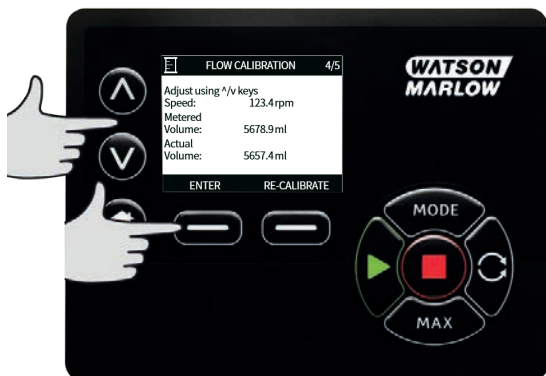 FLOW CALIBRATION 4/5
WATSON
MARLOW
Adjust using ^/v keys
Speed: 123.4 rpm
Metered
Volume: 5678.9 ml
Actual
Volume: 5657.4 ml
ENTER RE-CALIBRATE
MODE
MAX